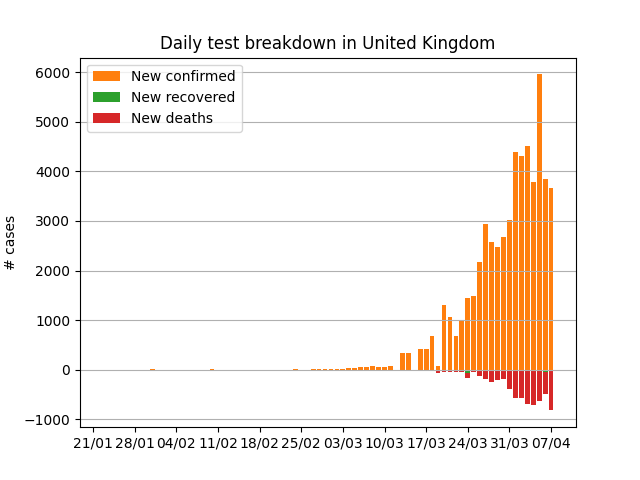 Daily test breakdown in United Kingdom
New confirmed
New recovered
New deaths
# cases
6000
5000
4000
3000
2000
1000
0
−1000
21/01 28/01 04/02 11/02 18/02 25/02 03/03 10/03 17/03 24/03 31/03 07/04